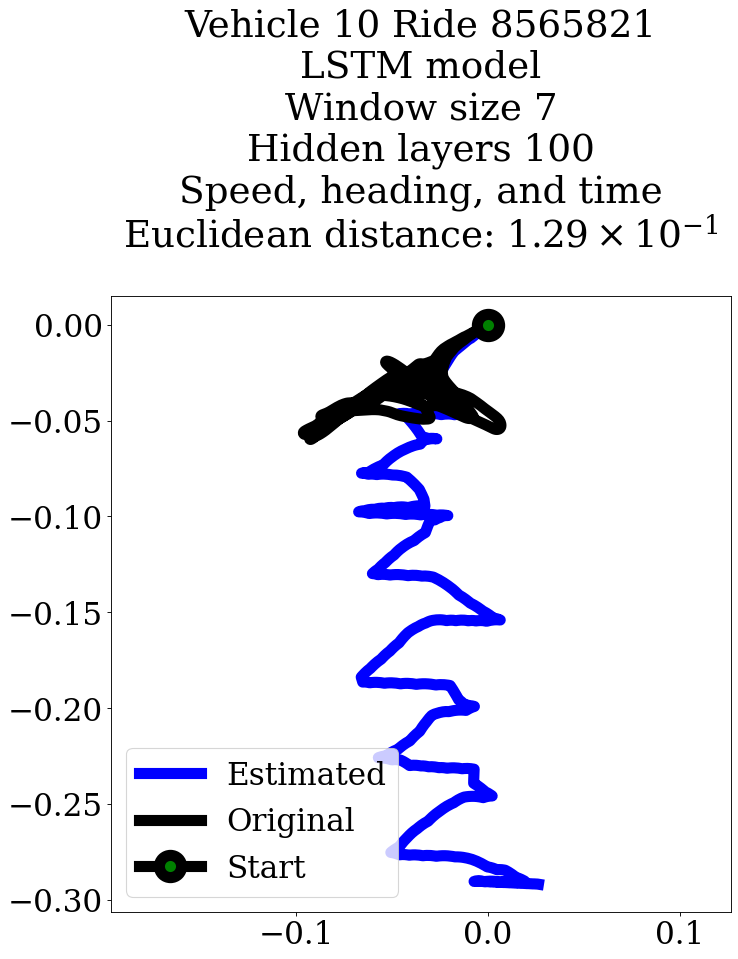 Vehicle 10 Ride 8565821
LSTM model
Window size 7
Hidden layers 100
Speed, heading, and time
Euclidean distance: 1.29 × 10⁻¹
0.00
−0.05
−0.10
−0.15
−0.20
−0.25
−0.30
Estimated
Original
Start
−0.1 0.0 0.1